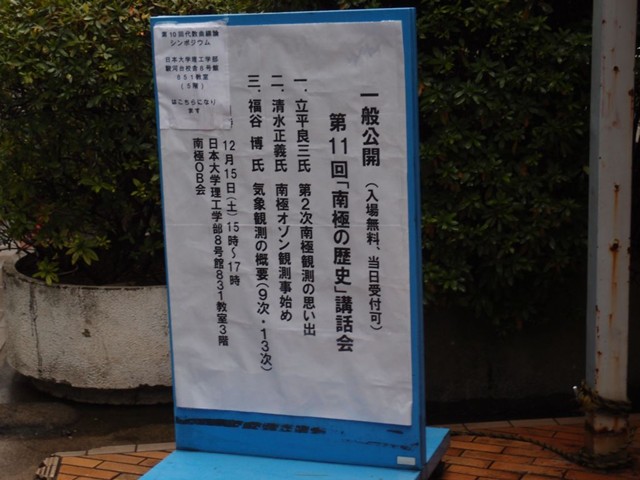 一般公開 (入場無料、当日受付可)
第11回「南極の歴史」講話会
一. 立平良三氏 第2次南極観測の思い出
二. 清水正義氏 南極オゾン観測事始め
三. 福谷 博 氏 気象観測の概要(9次・13次)
12月15日(土)15時~17時
日本大学理工学部8号館831教室3階
南極OB会
第10回代数曲線論
シンポジウム
日本大学理工学部
駿河台校舎8号館
851教室
(5階)
はこちらになり
ます